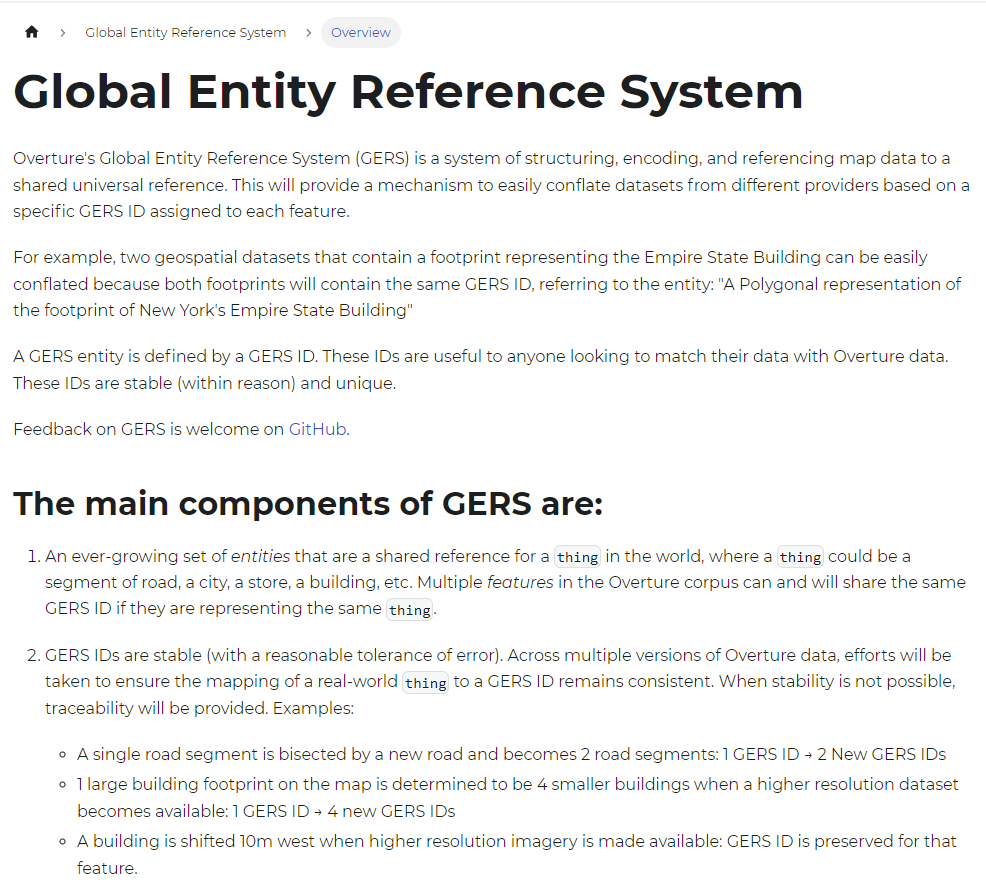 Global Entity Reference System > Overview
Global Entity Reference System
Overture's Global Entity Reference System (GERS) is a system of structuring, encoding, and referencing map data to a
shared universal reference. This will provide a mechanism to easily conflate datasets from different providers based on a
specific GERS ID assigned to each feature.
For example, two geospatial datasets that contain a footprint representing the Empire State Building can be easily
conflated because both footprints will contain the same GERS ID, referring to the entity: "A Polygonal representation of
the footprint of New York's Empire State Building"
A GERS entity is defined by a GERS ID. These IDs are useful to anyone looking to match their data with Overture data.
These IDs are stable (within reason) and unique.
Feedback on GERS is welcome on GitHub.
The main components of GERS are:
1. An ever-growing set of entities that are a shared reference for a thing in the world, where a thing could be a
segment of road, a city, a store, a building, etc. Multiple features in the Overture corpus can and will share the same
GERS ID if they are representing the same thing.
2. GERS IDs are stable (with a reasonable tolerance of error). Across multiple versions of Overture data, efforts will be
taken to ensure the mapping of a real-world thing to a GERS ID remains consistent. When stability is not possible,
traceability will be provided. Examples:
◦ A single road segment is bisected by a new road and becomes 2 road segments: 1 GERS ID → 2 New GERS IDs
◦ 1 large building footprint on the map is determined to be 4 smaller buildings when a higher resolution dataset
becomes available: 1 GERS ID → 4 new GERS IDs
◦ A building is shifted 10m west when higher resolution imagery is made available: GERS ID is preserved for that
feature.